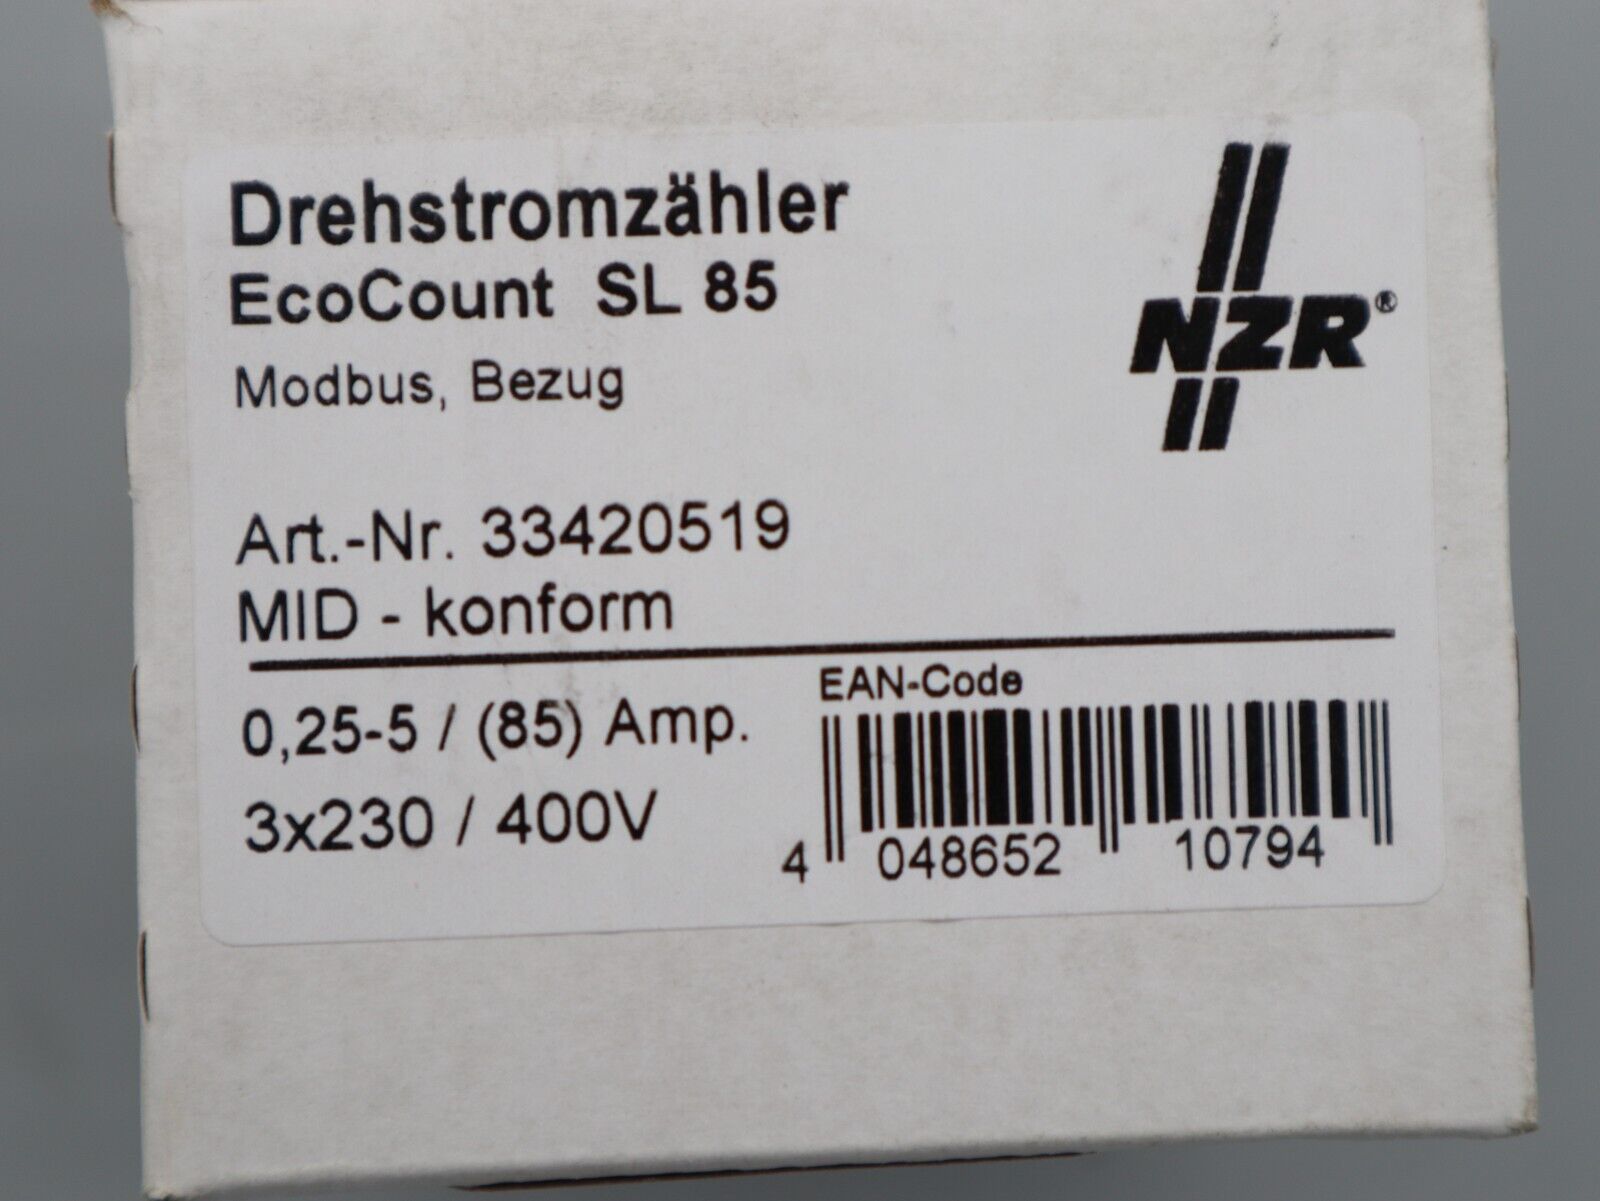 Drehstromzähler
EcoCount SL 85
Modbus, Bezug
NZR®
Art.-Nr. 33420519
MID - konform
0,25-5 / (85) Amp.
3x230 / 400V
EAN-Code
4 048652 10794